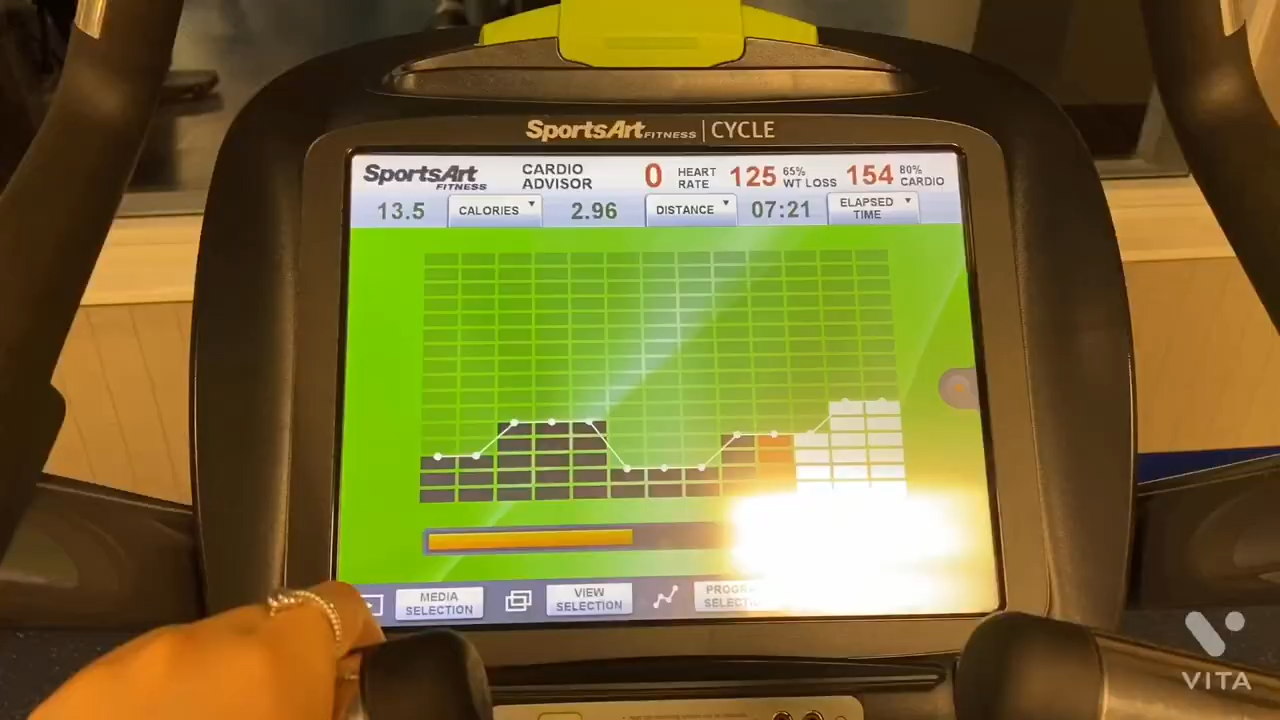 SportsArt FITNESS | CYCLE
SportsArt FITNESS
CARDIO ADVISOR
0 HEART RATE
125 65% WT LOSS
154 80% CARDIO
13.5 CALORIES
2.96 DISTANCE
07:21 ELAPSED TIME
MEDIA SELECTION
VIEW SELECTION
VITA